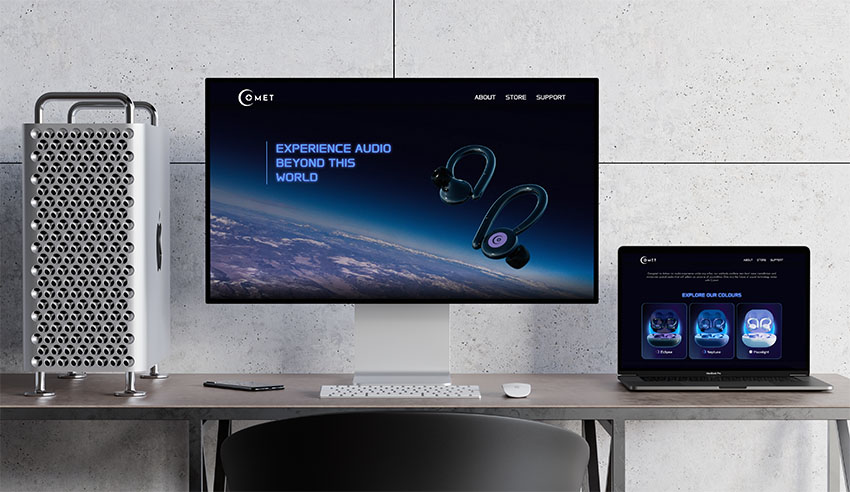 COMET
ABOUT STORE SUPPORT
EXPERIENCE AUDIO
BEYOND THIS
WORLD
COMET
ABOUT STORE SUPPORT
EXPLORE OUR COLOURS
Eclipse Neptune Moonlight
MacBook Pro